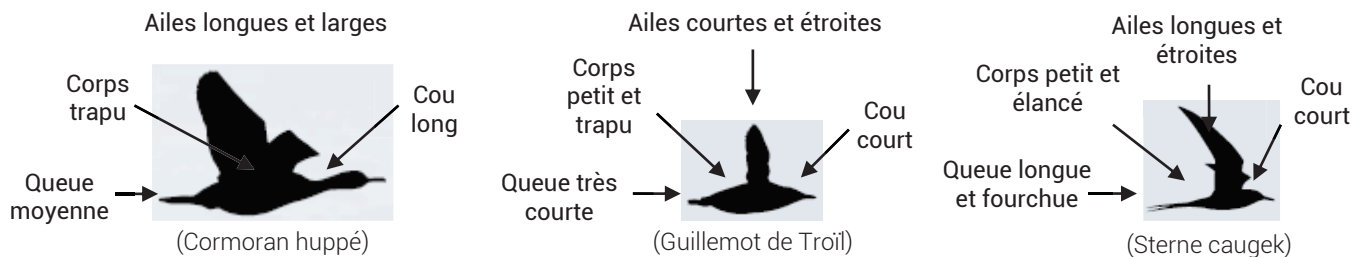 Ailes longues et larges
Corps
trapu
Cou
long
Queue
moyenne
(Cormoran huppé)
Ailes courtes et étroites
Corps
petit et
trapu
Cou
court
Queue très
courte
(Guillemot de Troïl)
Ailes longues et
étroites
Corps petit et
élancé
Cou
court
Queue longue
et fourchue
(Sterne caugek)